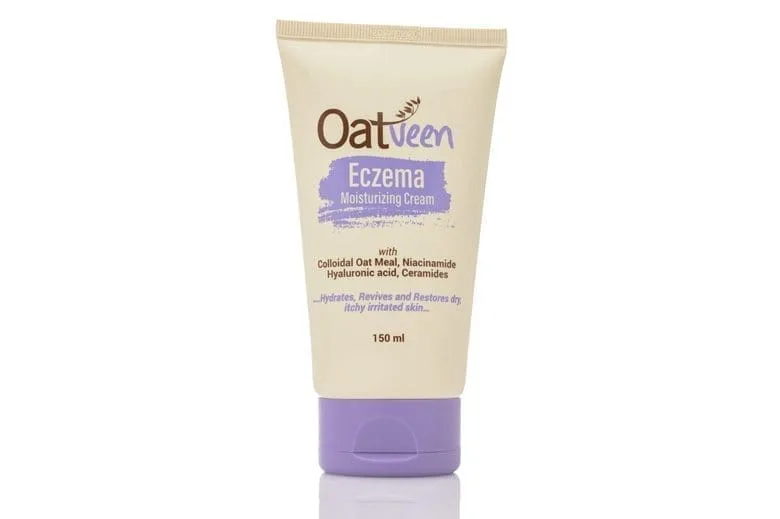 Oatveen
Eczema
Moisturizing Cream
with
Colloidal Oat Meal, Niacinamide
Hyaluronic acid, Ceramides
....Hydrates, Revives and Restores dry,
itchy irritated skin...
150 ml